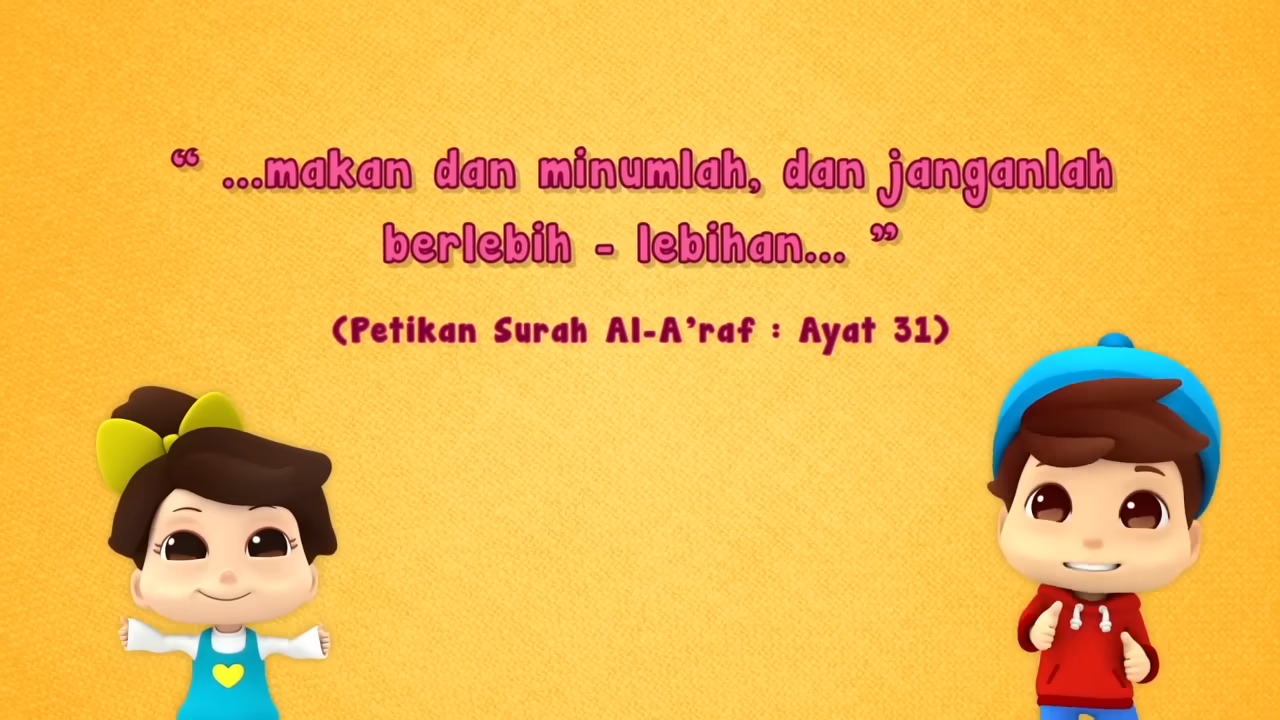 “ ...makan dan minumlah, dan janganlah
berlebih - lebihan... ”
(Petikan Surah Al-A’raf : Ayat 31)